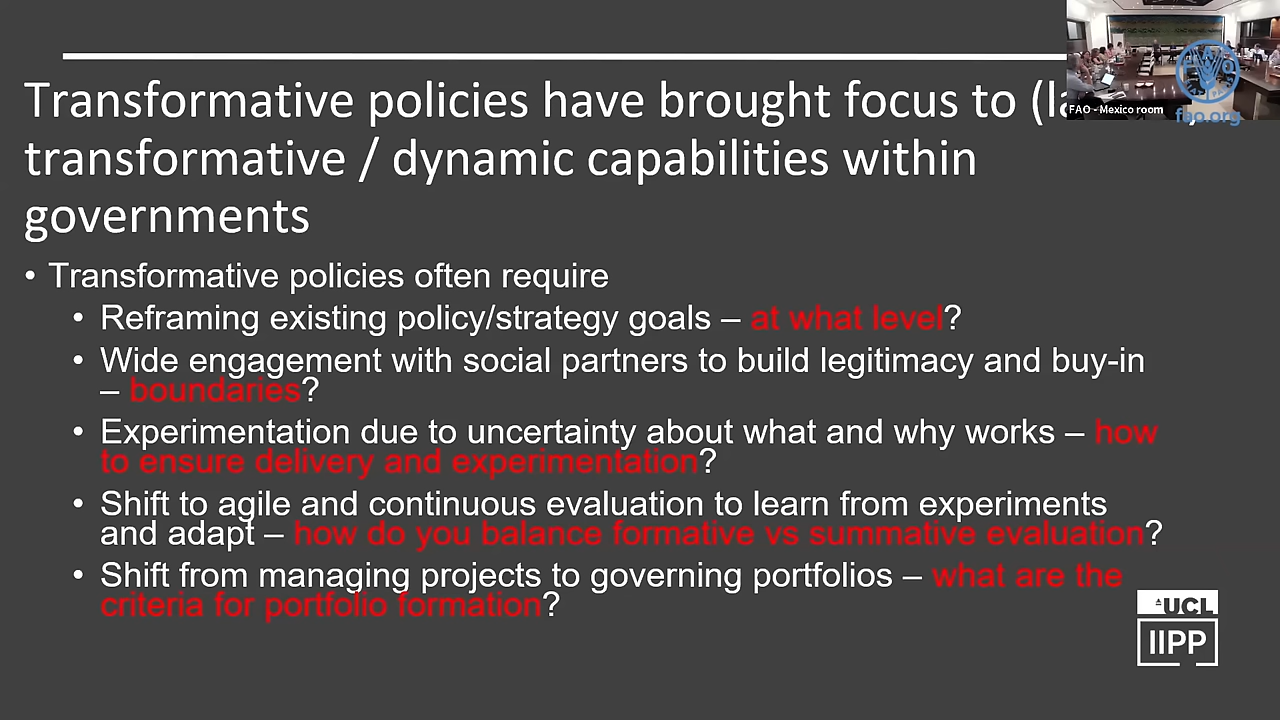 Transformative policies have brought focus to
transformative / dynamic capabilities within
governments
• Transformative policies often require
• Reframing existing policy/strategy goals – at what level?
• Wide engagement with social partners to build legitimacy and buy-in
– boundaries?
• Experimentation due to uncertainty about what and why works – how
to ensure delivery and experimentation?
• Shift to agile and continuous evaluation to learn from experiments
and adapt – how do you balance formative vs summative evaluation?
• Shift from managing projects to governing portfolios – what are the
criteria for portfolio formation?
FAO - Mexico room
fao.org
UCL
IIPP